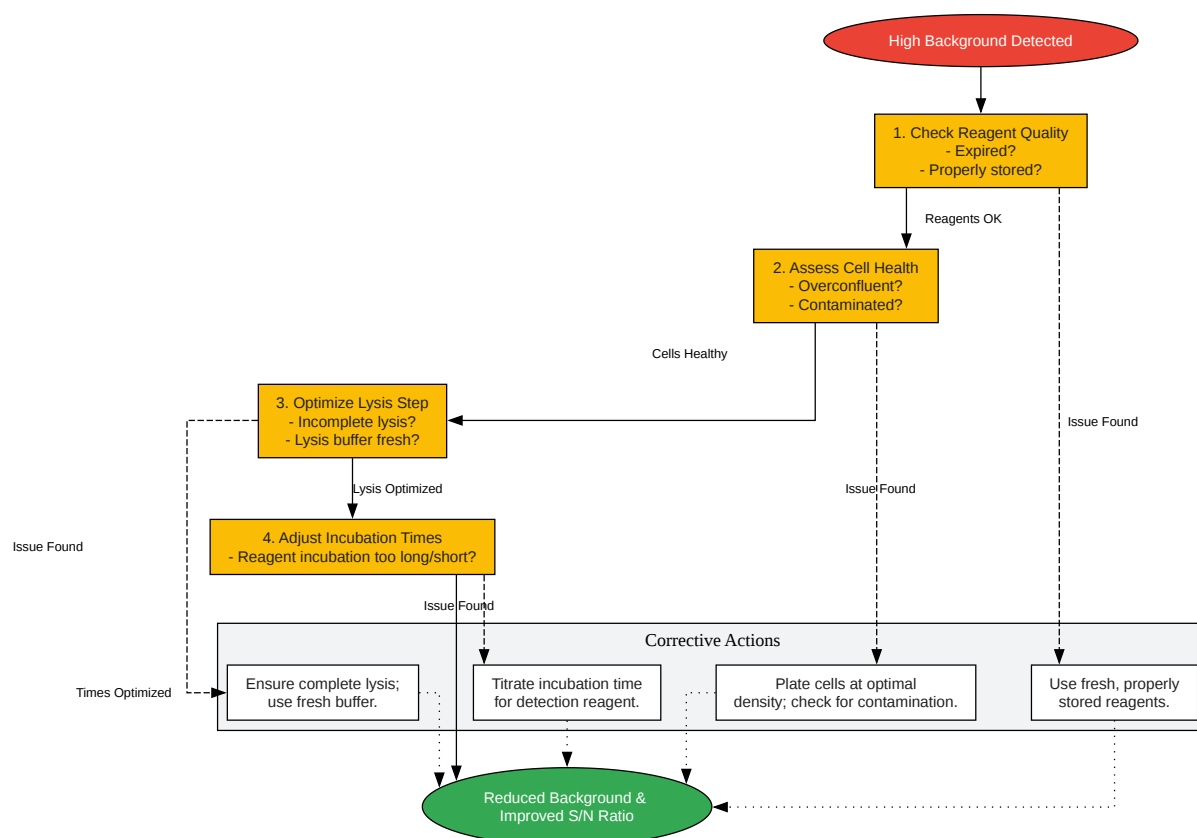 High Background Detected
1. Check Reagent Quality
- Expired?
- Properly stored?
Reagents OK
2. Assess Cell Health
- Overconfluent?
- Contaminated?
Cells Healthy
3. Optimize Lysis Step
- Incomplete lysis?
- Lysis buffer fresh?
Issue Found
Lysis Optimized
Issue Found
4. Adjust Incubation Times
- Reagent incubation too long/short?
Issue Found
Issue Found
Corrective Actions
Times Optimized
Ensure complete lysis;
use fresh buffer.
Titrate incubation time
for detection reagent.
Plate cells at optimal
density; check for contamination.
Use fresh, properly
stored reagents.
Reduced Background &
Improved S/N Ratio